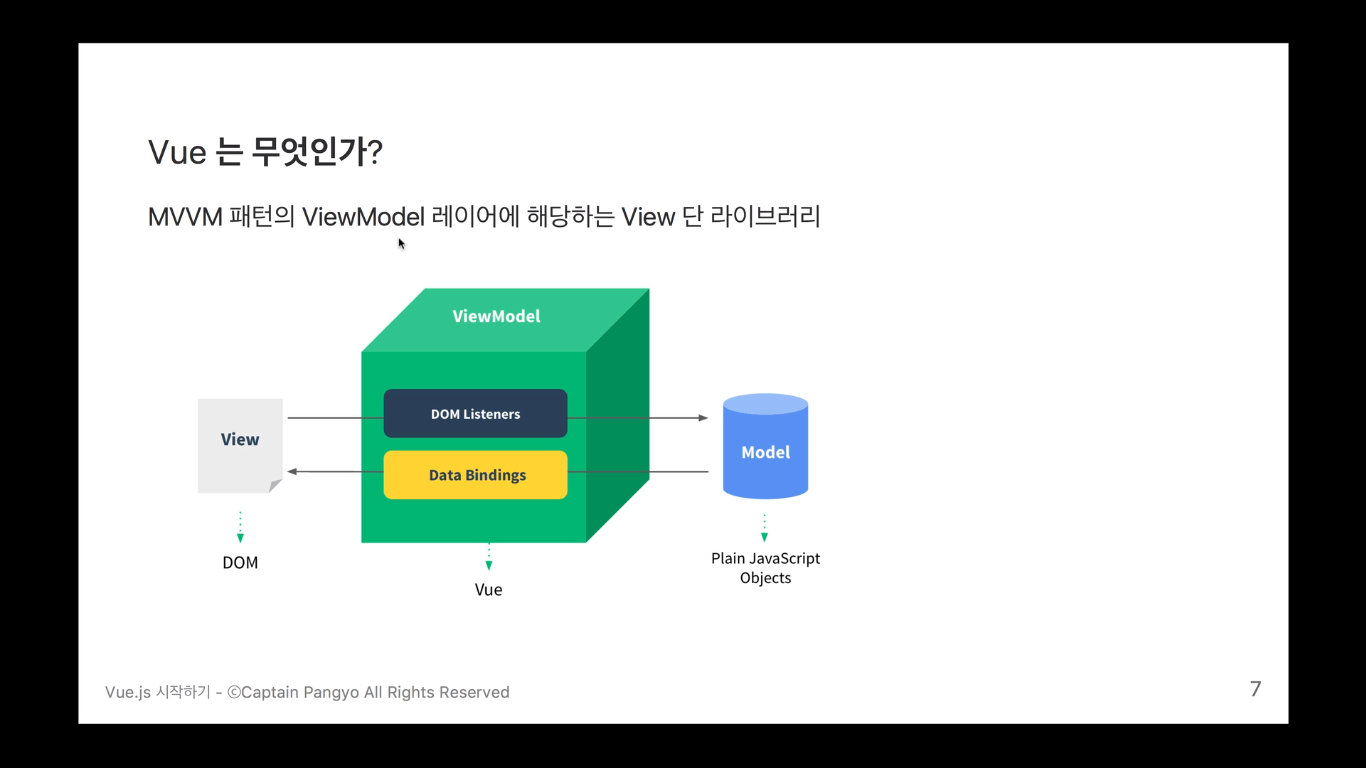 Vue 는 무엇인가?
MVVM 패턴의 ViewModel 레이어에 해당하는 View 단 라이브러리
ViewModel
DOM Listeners
View
Data Bindings
Model
DOM
Vue
Plain JavaScript
Objects
Vue.js 시작하기 - ⓒCaptain Pangyo All Rights Reserved
7